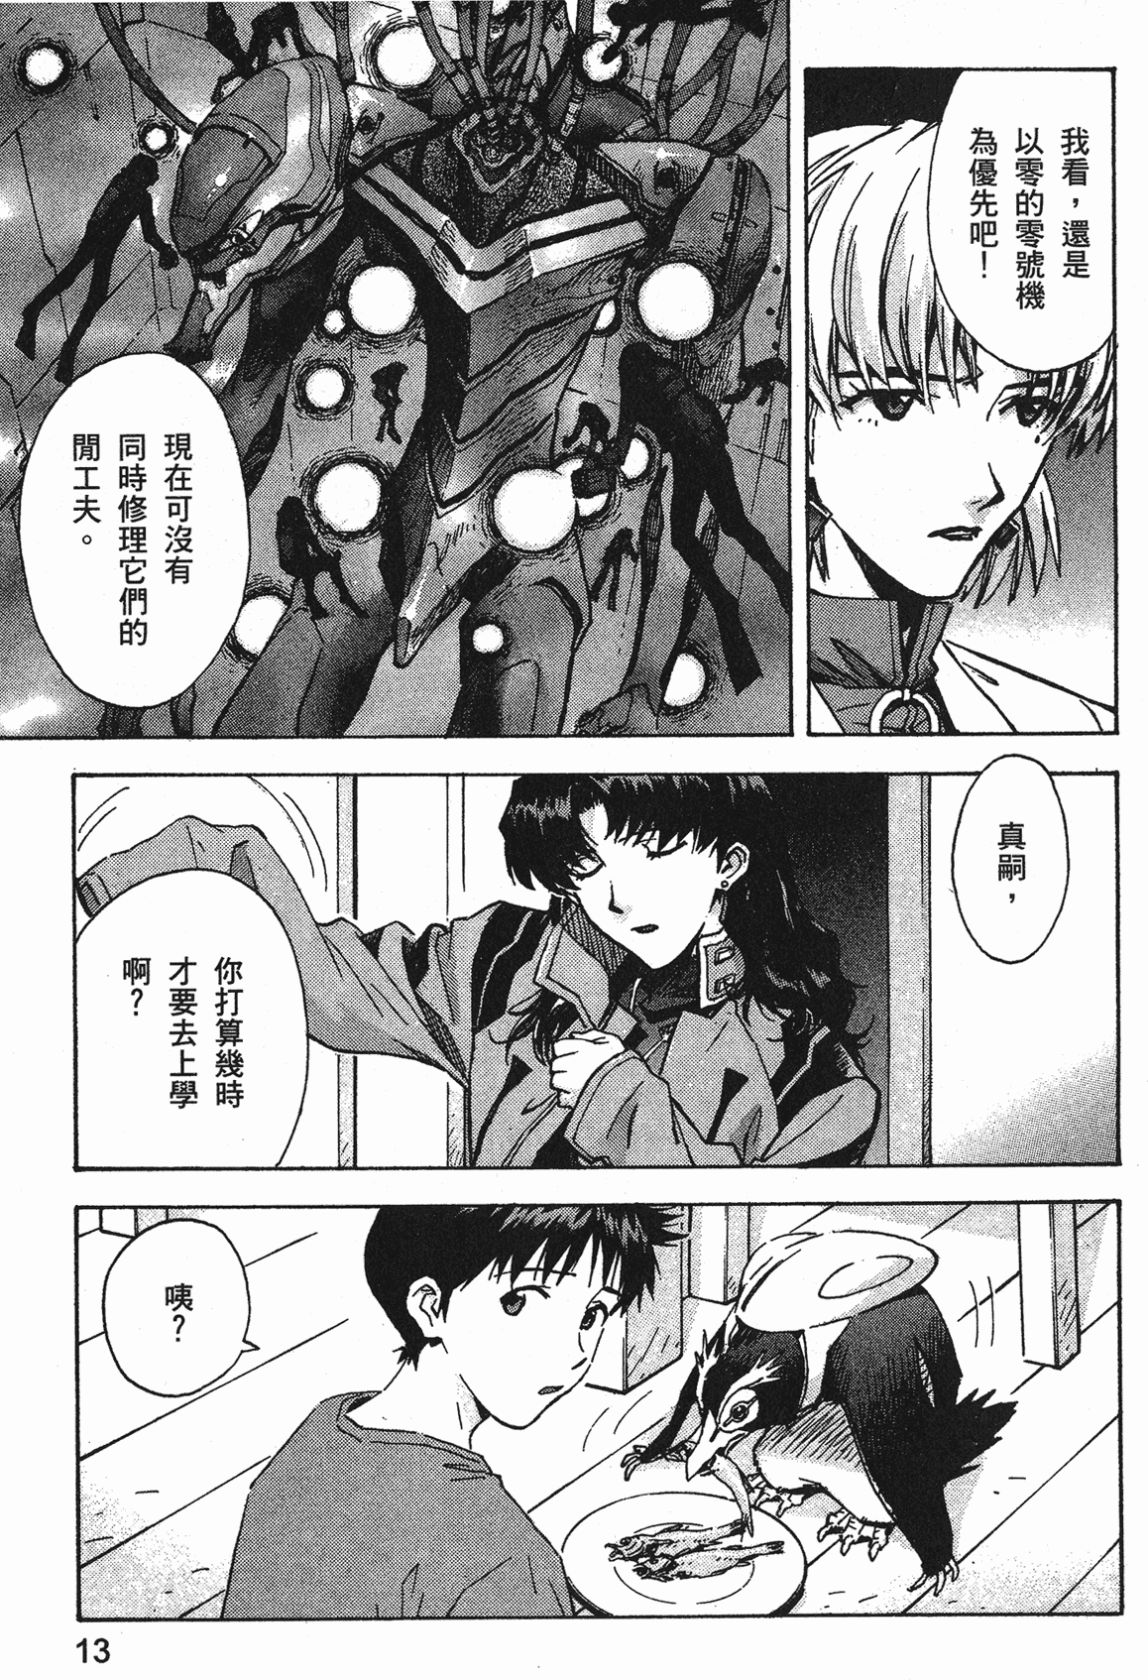 我看，還是
以零的零號機
為優先吧！
現在可沒有
同時修理它們的
閒工夫。
真嗣，
你打算幾時
才要去上學
啊？
咦？
13